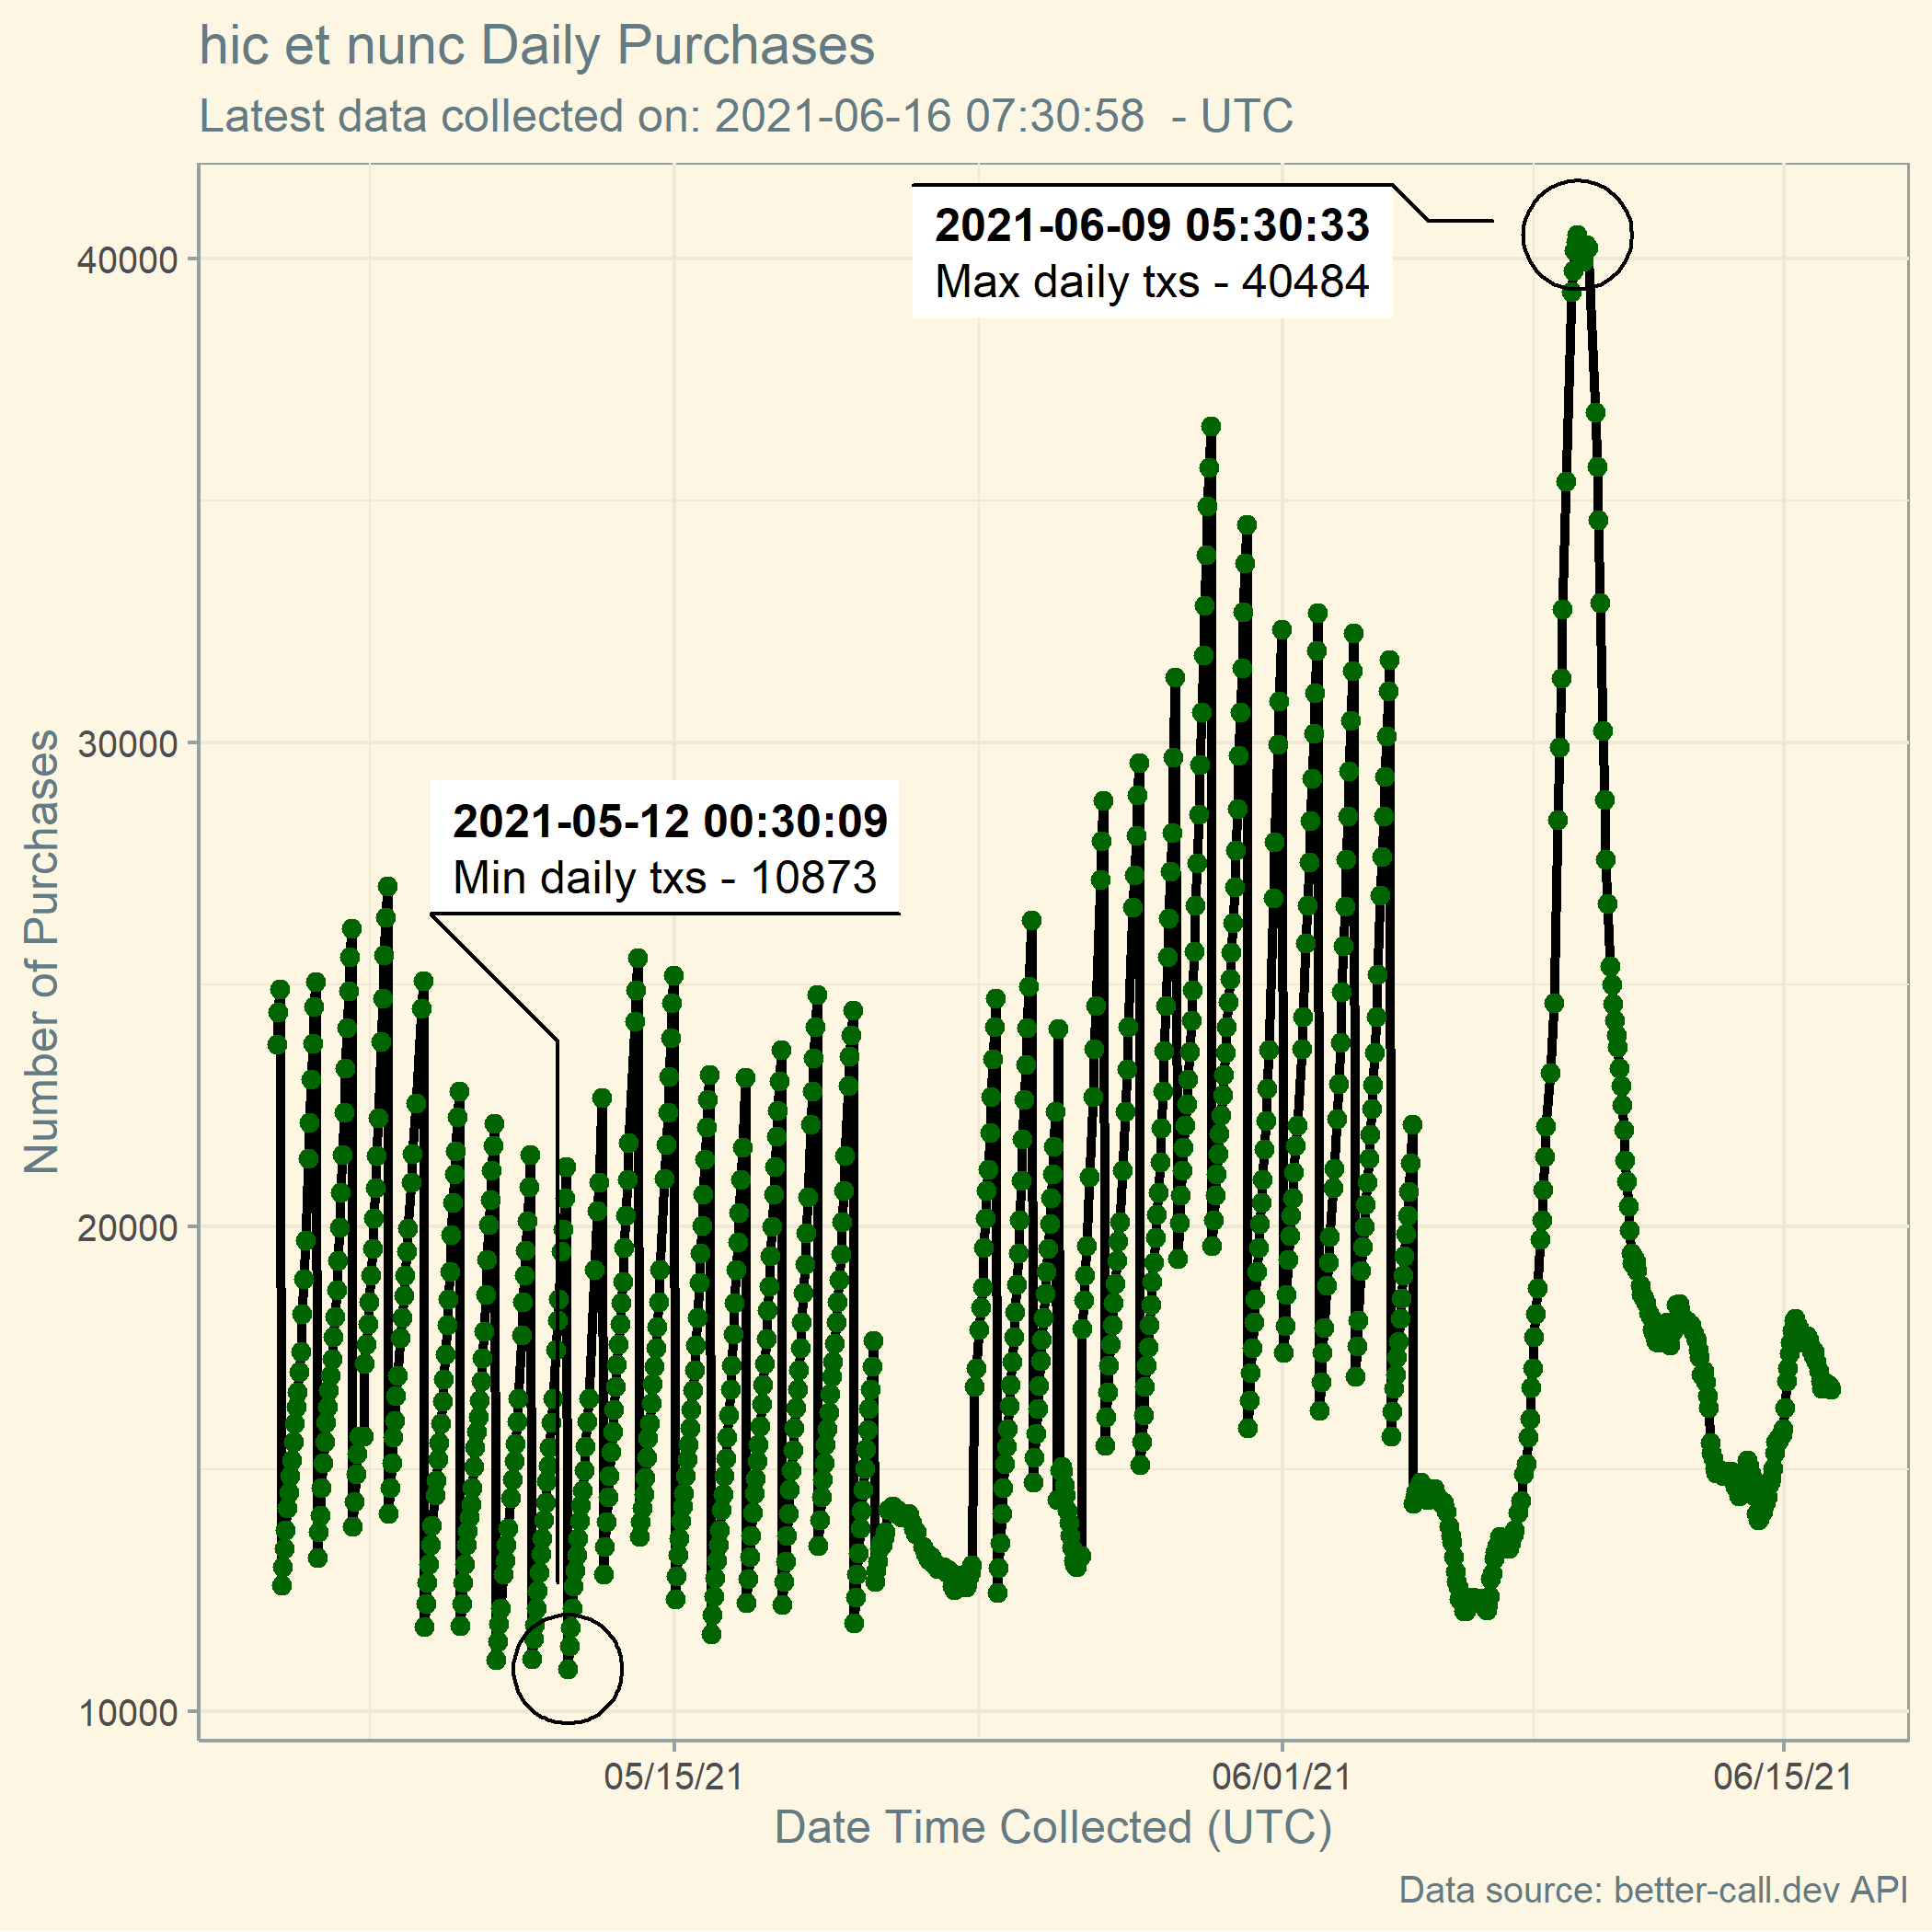 hic et nunc Daily Purchases
Latest data collected on: 2021-06-16 07:30:58  - UTC
2021-06-09 05:30:33
Max daily txs - 40484
40000
30000
2021-05-12 00:30:09
Min daily txs - 10873
Number of Purchases
20000
10000
05/15/21
06/01/21
06/15/21
Date Time Collected (UTC)
Data source: better-call.dev API